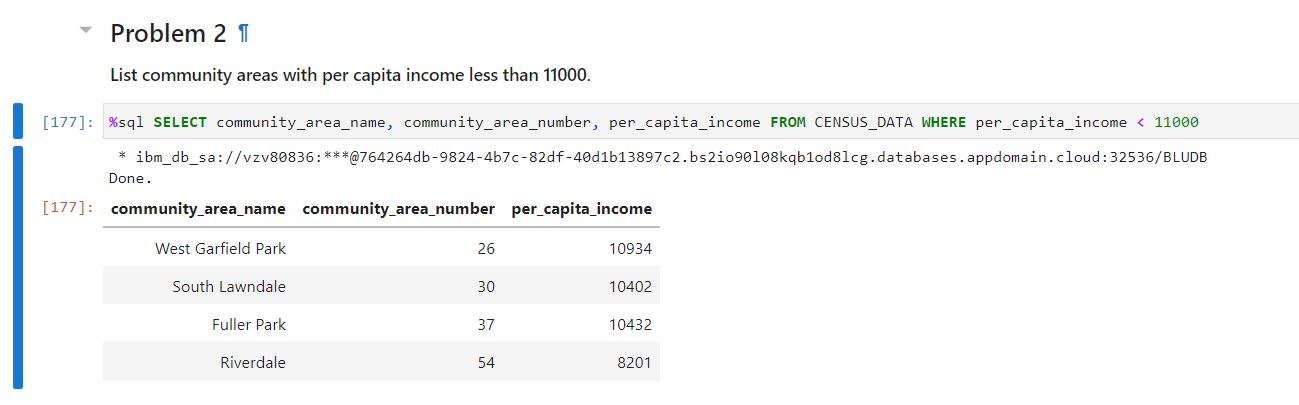 Problem 2 ¶
List community areas with per capita income less than 11000.
[177]: %sql SELECT community_area_name, community_area_number, per_capita_income FROM CENSUS_DATA WHERE per_capita_income < 11000
* ibm_db_sa://vzv80836:***@764264db-9824-4b7c-82df-40d1b13897c2.bs2io90l08kqb1od8lcg.databases.appdomain.cloud:32536/BLUDB
Done.
[177]: community_area_name community_area_number per_capita_income
West Garfield Park 26 10934
South Lawndale 30 10402
Fuller Park 37 10432
Riverdale 54 8201